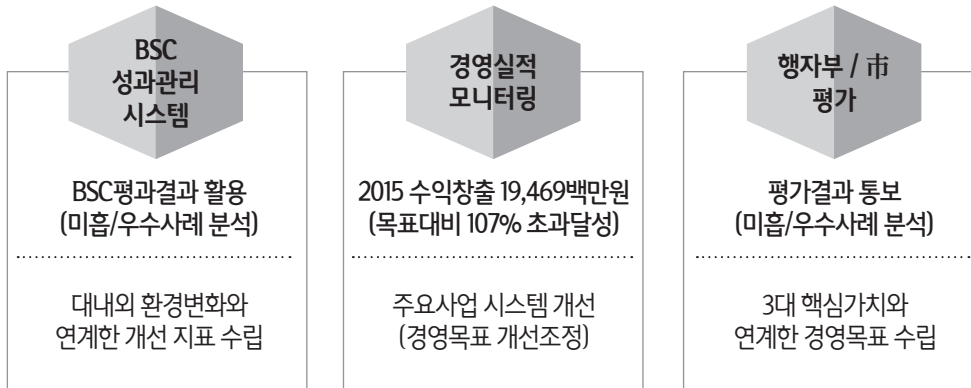 BSC
성과관리
시스템
BSC평과결과 활용
(미흡/우수사례 분석)
대내외 환경변화와
연계한 개선 지표 수립
경영실적
모니터링
2015 수익창출 19,469백만원
(목표대비 107% 초과달성)
주요사업 시스템 개선
(경영목표 개선조정)
행자부 / 市
평가
평가결과 통보
(미흡/우수사례 분석)
3대 핵심가치와
연계한 경영목표 수립